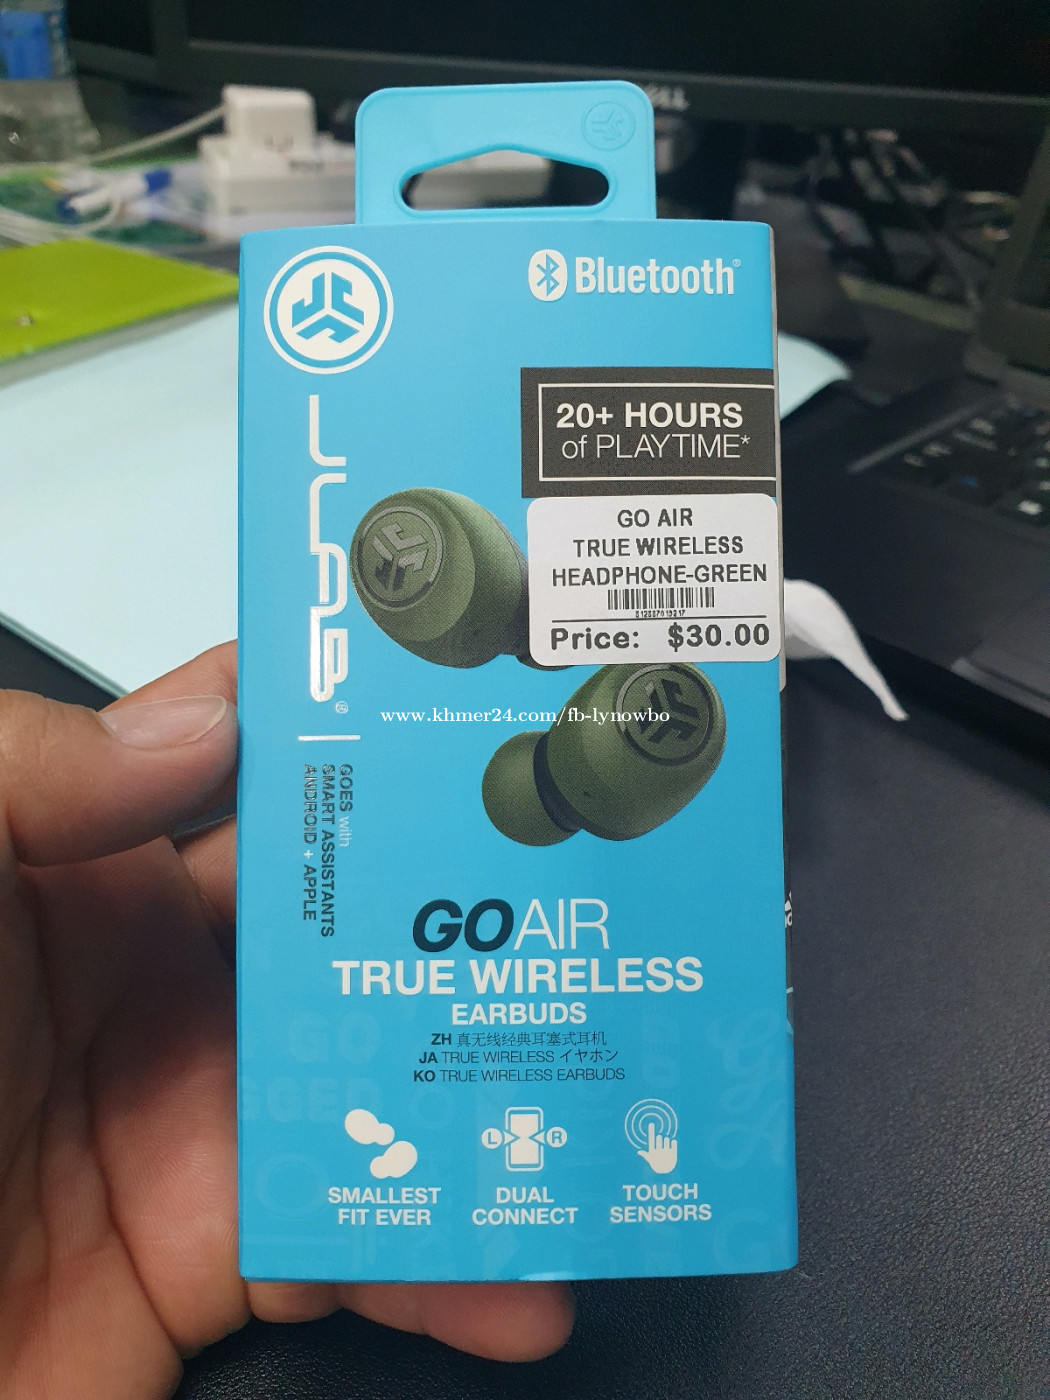 DELL
Bluetooth®
20+ HOURS
of PLAYTIME*
GO AIR
TRUE WIRELESS
HEADPHONE-GREEN
Price: $30.00
JLAB®
www.khmer24.com/fb-lynowbo
GOES with
SMART ASSISTANTS
ANDROID + APPLE
GO AIR
TRUE WIRELESS
EARBUDS
ZH 真无线经典耳塞式耳机
JA TRUE WIRELESS イヤホン
KO TRUE WIRELESS EARBUDS
L R
SMALLEST
FIT EVER
DUAL
CONNECT
TOUCH
SENSORS